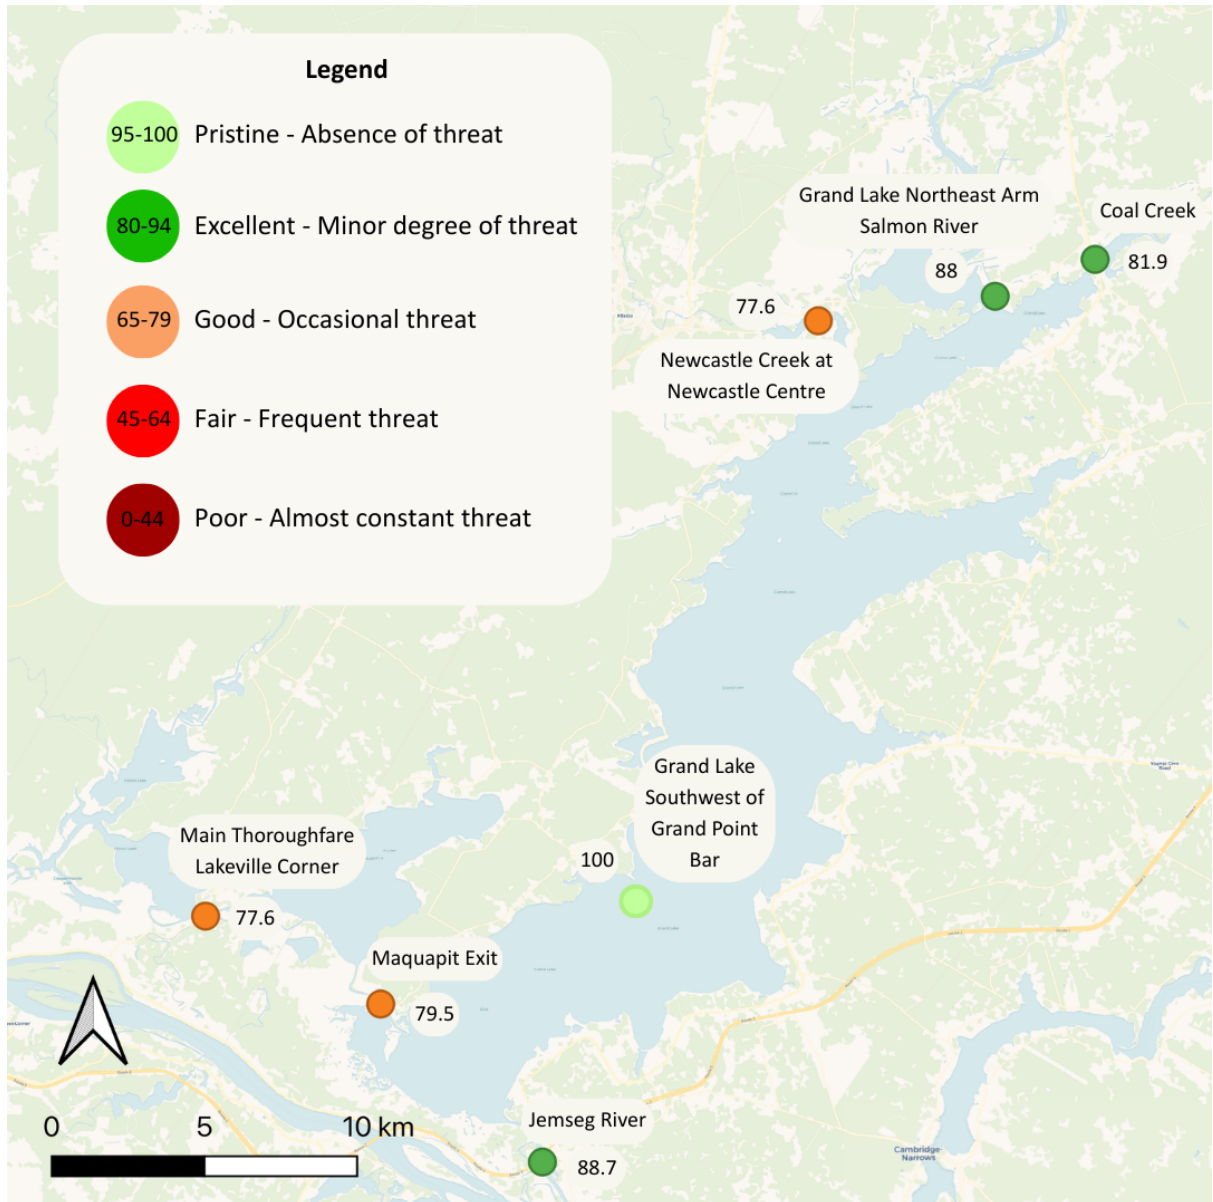 Legend
95-100 Pristine - Absence of threat
80-94 Excellent - Minor degree of threat
65-79 Good - Occasional threat
45-64 Fair - Frequent threat
0-44 Poor - Almost constant threat
Grand Lake Northeast Arm
Salmon River
88
Coal Creek
81.9
77.6
Newcastle Creek at
Newcastle Centre
Grand Lake
Southwest of
Grand Point
Bar
100
Main Thoroughfare
Lakeville Corner
77.6
Maquapit Exit
79.5
Jemseg River
88.7
Cambridge-
Narrows
0 5 10 km